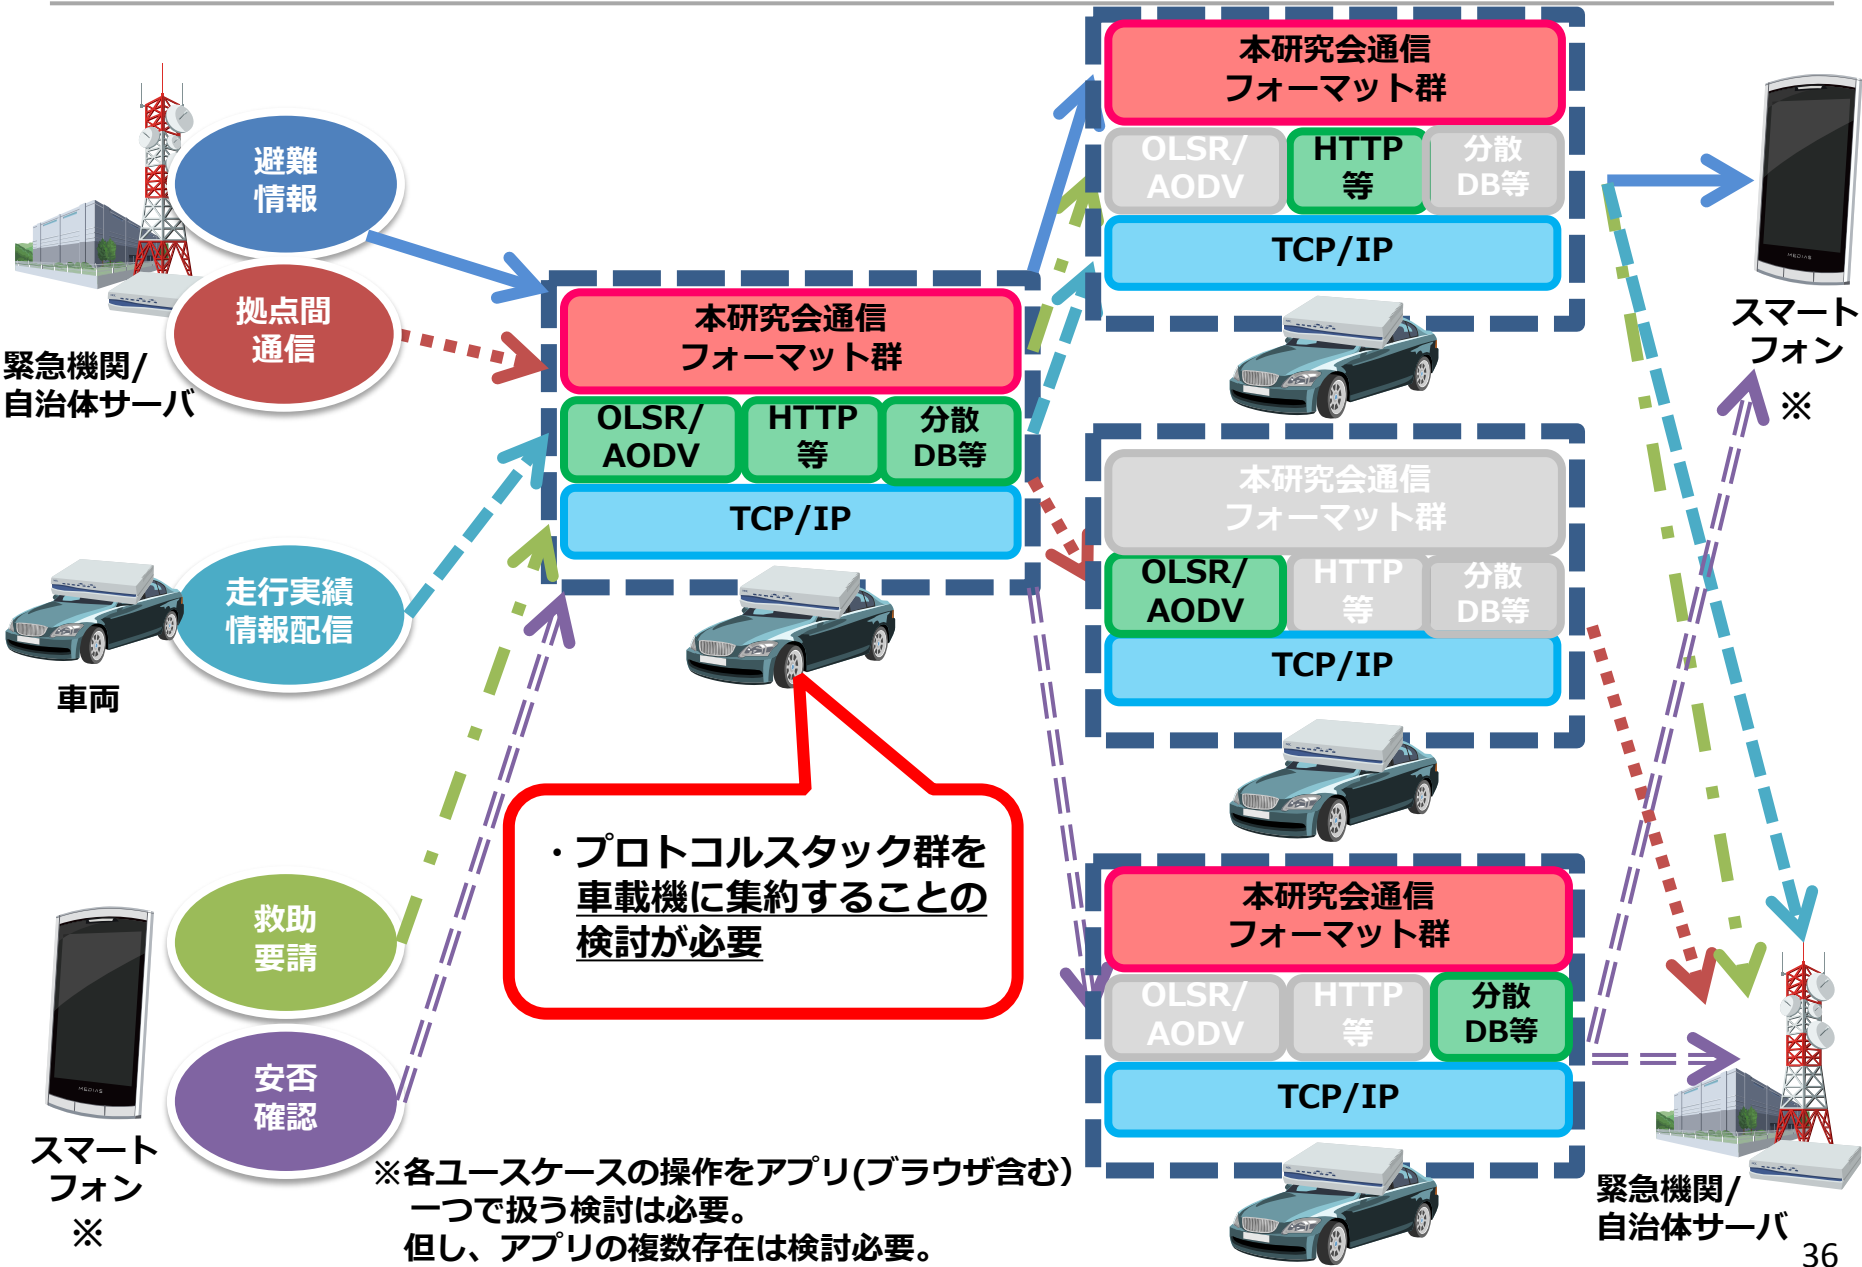 本研究会通信
フォーマット群
OLSR/
AODV
HTTP
等
分散
DB等
TCP/IP
避難
情報
拠点間
通信
緊急機関/
自治体サーバ
本研究会通信
フォーマット群
OLSR/
AODV
HTTP
等
分散
DB等
TCP/IP
MEDIAS
スマート
フォン
※
本研究会通信
フォーマット群
OLSR/
AODV
HTTP
等
分散
DB等
TCP/IP
走行実績
情報配信
車両
・プロトコルスタック群を
車載機に集約することの
検討が必要
救助
要請
安否
確認
MEDIAS
スマート
フォン
※
本研究会通信
フォーマット群
OLSR/
AODV
HTTP
等
分散
DB等
TCP/IP
緊急機関/
自治体サーバ
※各ユースケースの操作をアプリ(ブラウザ含む）
一つで扱う検討は必要。
但し、アプリの複数存在は検討必要。
36